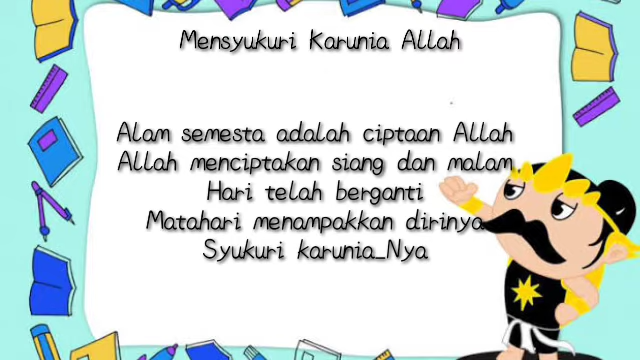 Mensyukuri Karunia Allah
Alam semesta adalah ciptaan Allah
Allah menciptakan siang dan malam
Hari telah berganti
Matahari menampakkan dirinya
Syukuri karunia_Nya